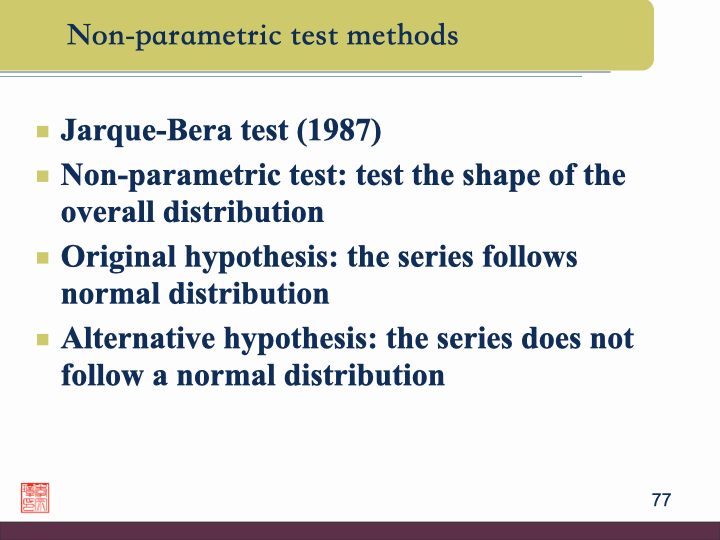 Non-parametric test methods
Jarque-Bera test (1987)
Non-parametric test: test the shape of the
overall distribution
Original hypothesis: the series follows
normal distribution
Alternative hypothesis: the series does not
follow a normal distribution
77